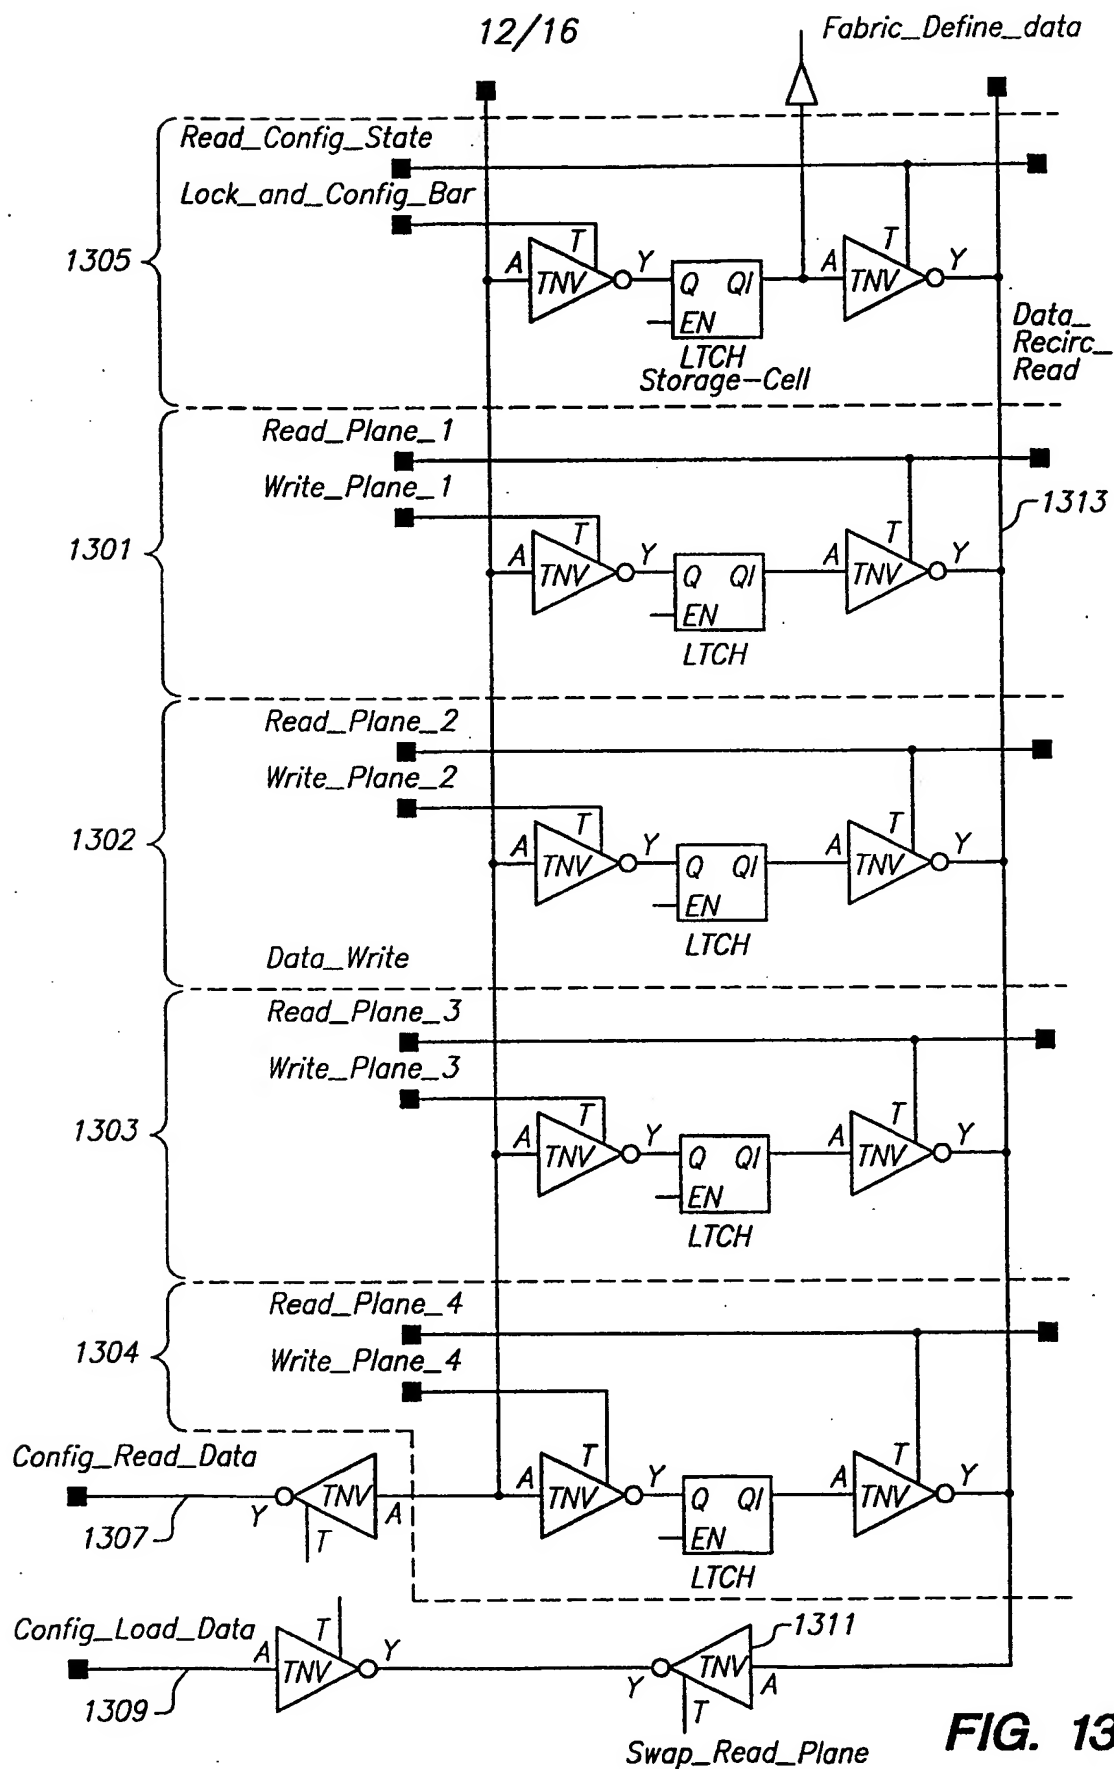 12/16
Fabric_Define_data
Read_Config_State
Lock_and_Config_Bar
1305
A TNV T Y
Q QI
EN
LTCH
Storage-Cell
A TNV T Y
Data_
Recirc_
Read
Read_Plane_1
Write_Plane_1
1301
A TNV T Y
Q QI
EN
LTCH
A TNV T Y
1313
Read_Plane_2
Write_Plane_2
1302
A TNV T Y
Q QI
EN
LTCH
A TNV T Y
Data_Write
Read_Plane_3
Write_Plane_3
1303
A TNV T Y
Q QI
EN
LTCH
A TNV T Y
Read_Plane_4
Write_Plane_4
1304
Config_Read_Data
Y TNV A
T
1307
A TNV T Y
Q QI
EN
LTCH
A TNV T Y
Config_Load_Data
A TNV T Y
1309
1311
Y TNV A
T
Swap_Read_Plane
FIG. 13